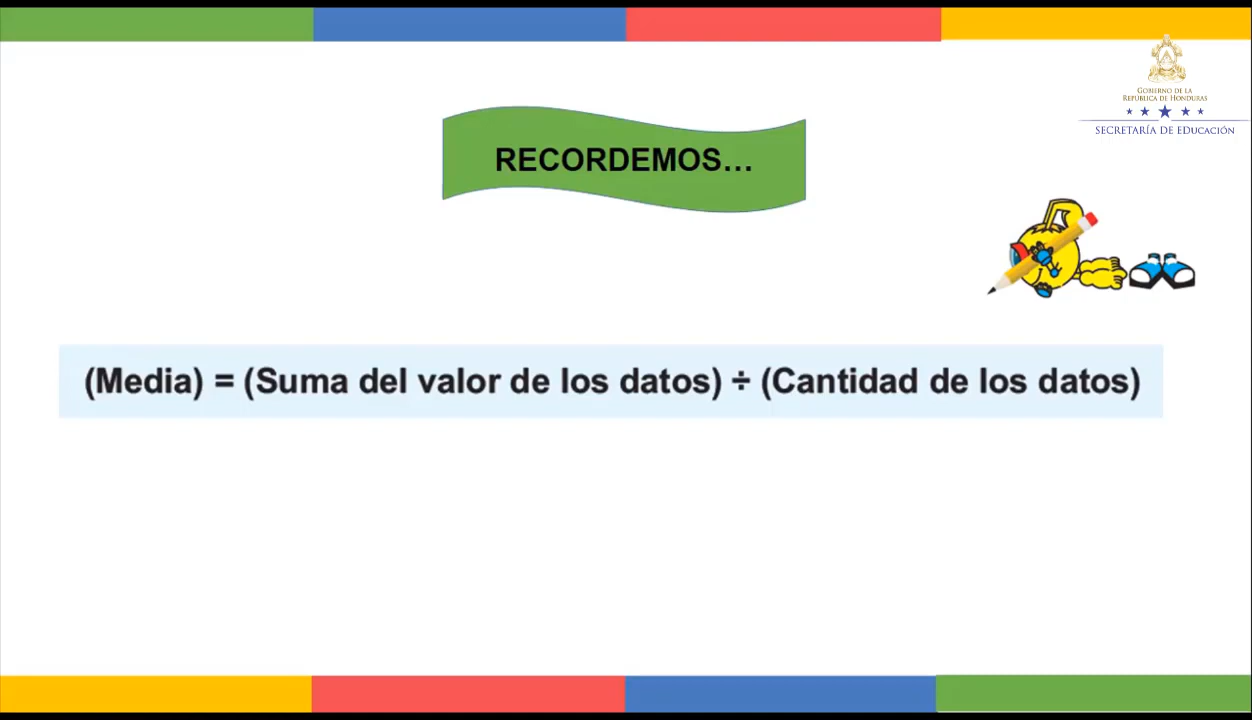 GOBIERNO DE LA
REPÚBLICA DE HONDURAS
SECRETARÍA DE EDUCACIÓN
RECORDEMOS…
(Media) = (Suma del valor de los datos) ÷ (Cantidad de los datos)